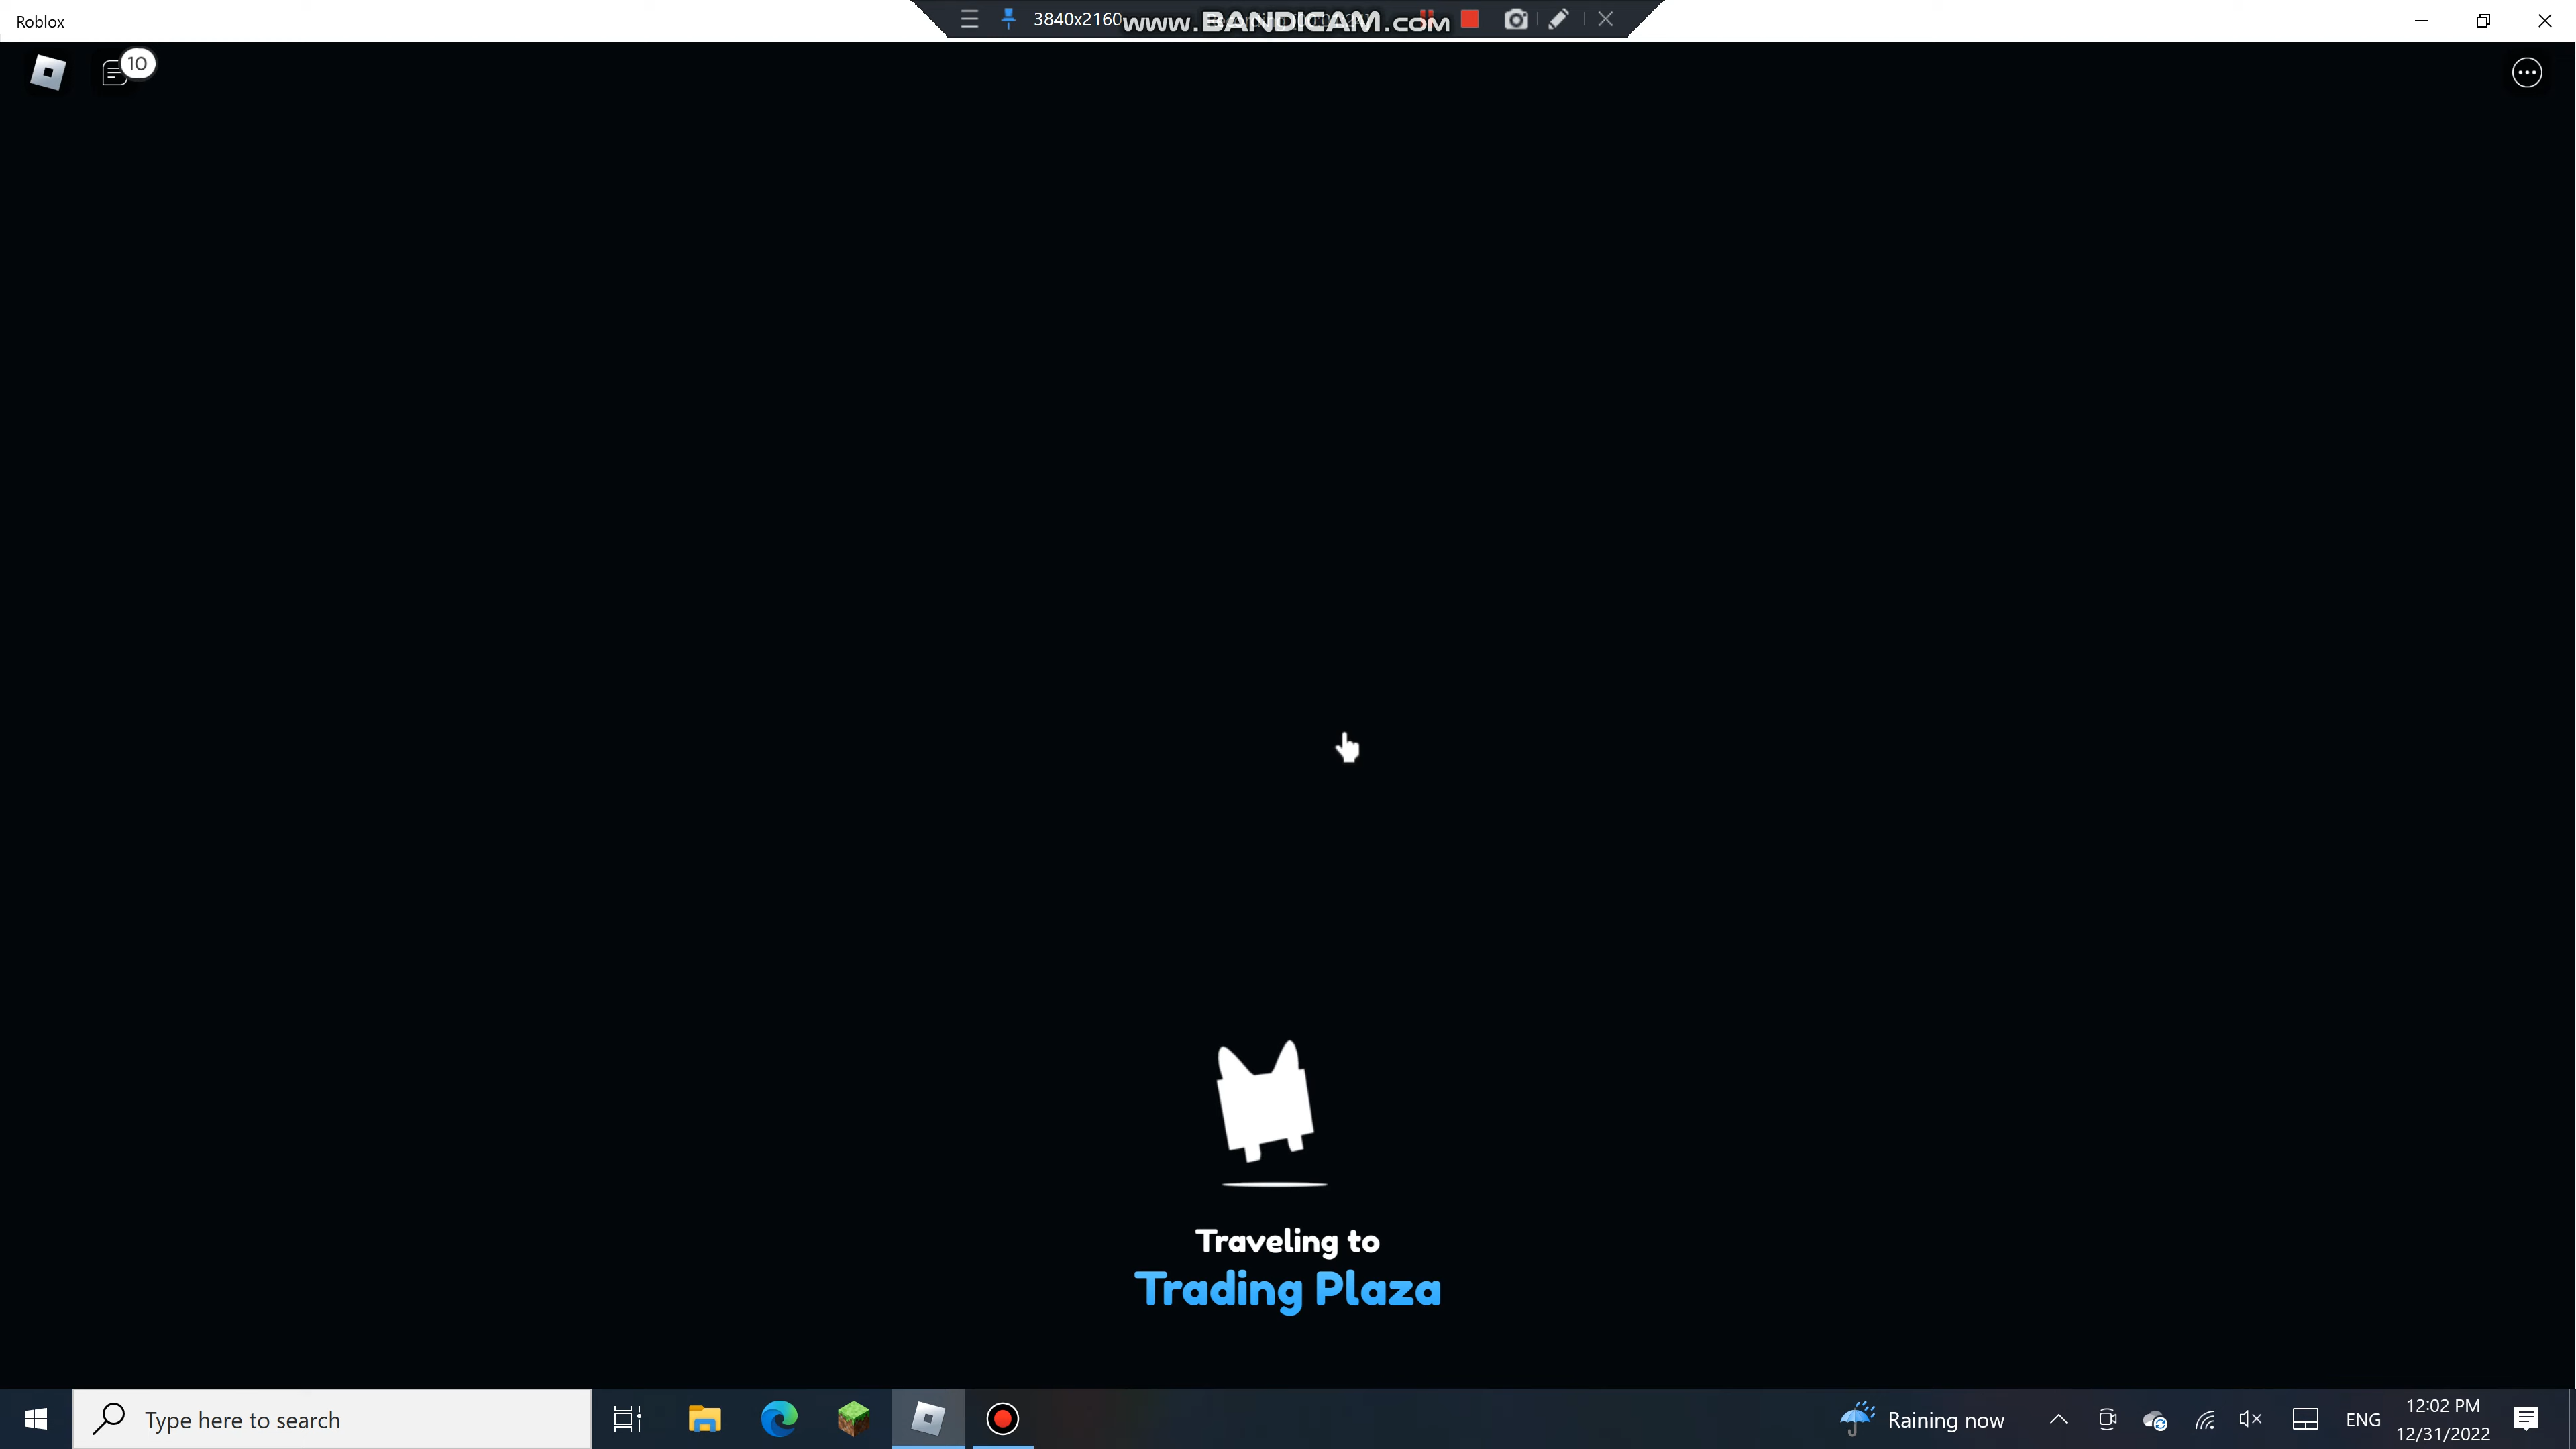 Roblox
3840x2160
www.BANDICAM.com
10
Traveling to
Trading Plaza
Type here to search
Raining now
ENG
12:02 PM
12/31/2022